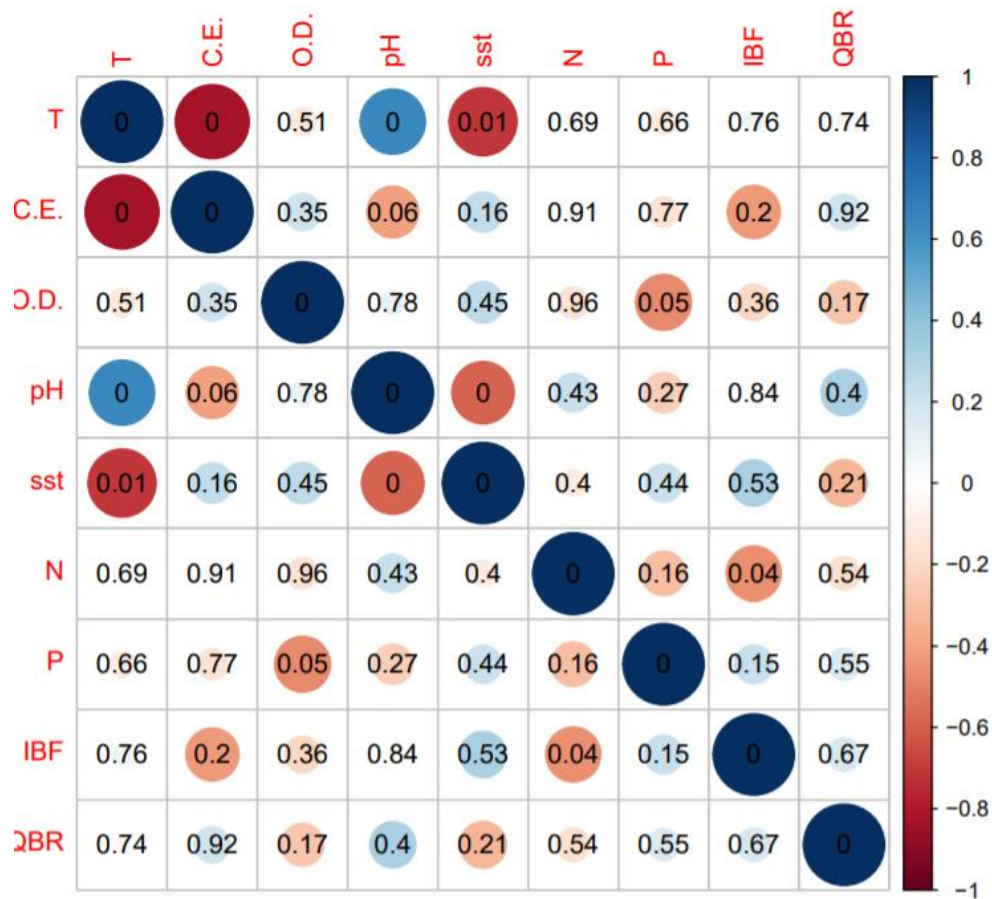 T C.E. O.D. pH sst N P IBF QBR
T 0 0 0.51 0 0.01 0.69 0.66 0.76 0.74
C.E. 0 0 0.35 0.06 0.16 0.91 0.77 0.2 0.92
O.D. 0.51 0.35 0 0.78 0.45 0.96 0.05 0.36 0.17
pH 0 0.06 0.78 0 0 0.43 0.27 0.84 0.4
sst 0.01 0.16 0.45 0 0 0.4 0.44 0.53 0.21
N 0.69 0.91 0.96 0.43 0.4 0 0.16 0.04 0.54
P 0.66 0.77 0.05 0.27 0.44 0.16 0 0.15 0.55
IBF 0.76 0.2 0.36 0.84 0.53 0.04 0.15 0 0.67
QBR 0.74 0.92 0.17 0.4 0.21 0.54 0.55 0.67 0
1
0.8
0.6
0.4
0.2
0
−0.2
−0.4
−0.6
−0.8
−1